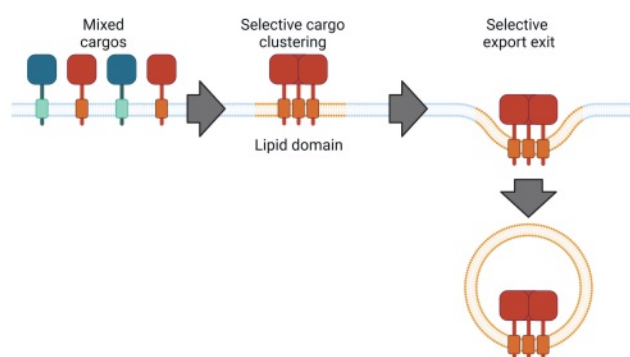 Mixed
cargos
Selective cargo
clustering
Selective
export exit
Lipid domain